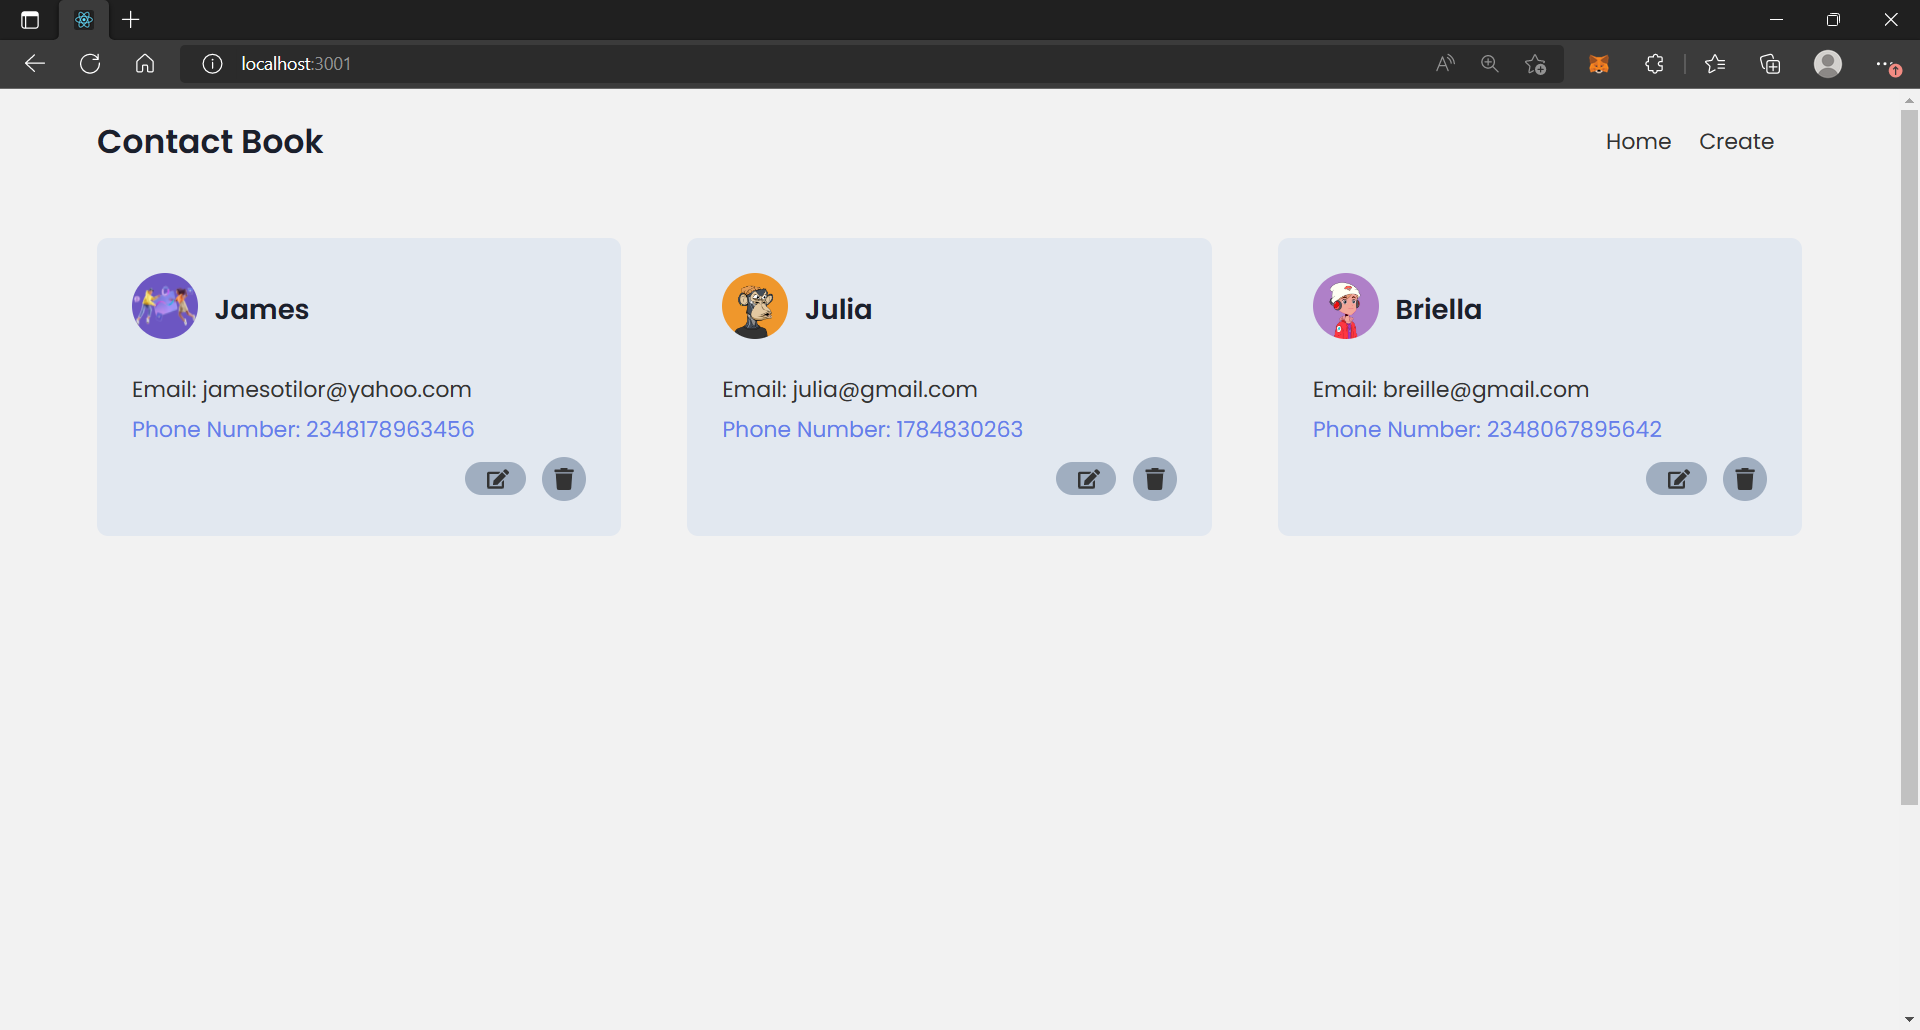 localhost:3001
Contact Book
Home Create
James
Email: jamesotilor@yahoo.com
Phone Number: 2348178963456
Julia
Email: julia@gmail.com
Phone Number: 1784830263
Briella
Email: breille@gmail.com
Phone Number: 2348067895642